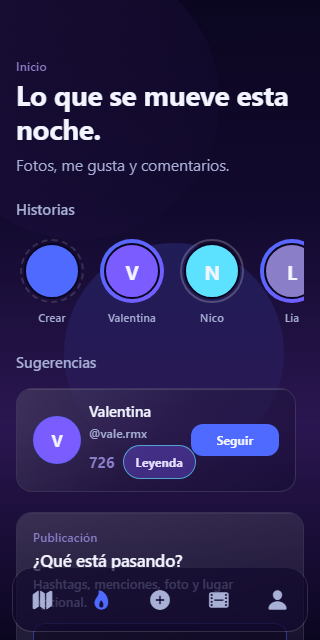 Inicio
Lo que se mueve esta
noche.
Fotos, me gusta y comentarios.
Historias
V
N
L
Crear
Valentina
Nico
Lia
Sugerencias
V
Valentina
@vale.rmx
726
Leyenda
Seguir
Publicación
¿Qué está pasando?
Hashtags, menciones, foto y lugar